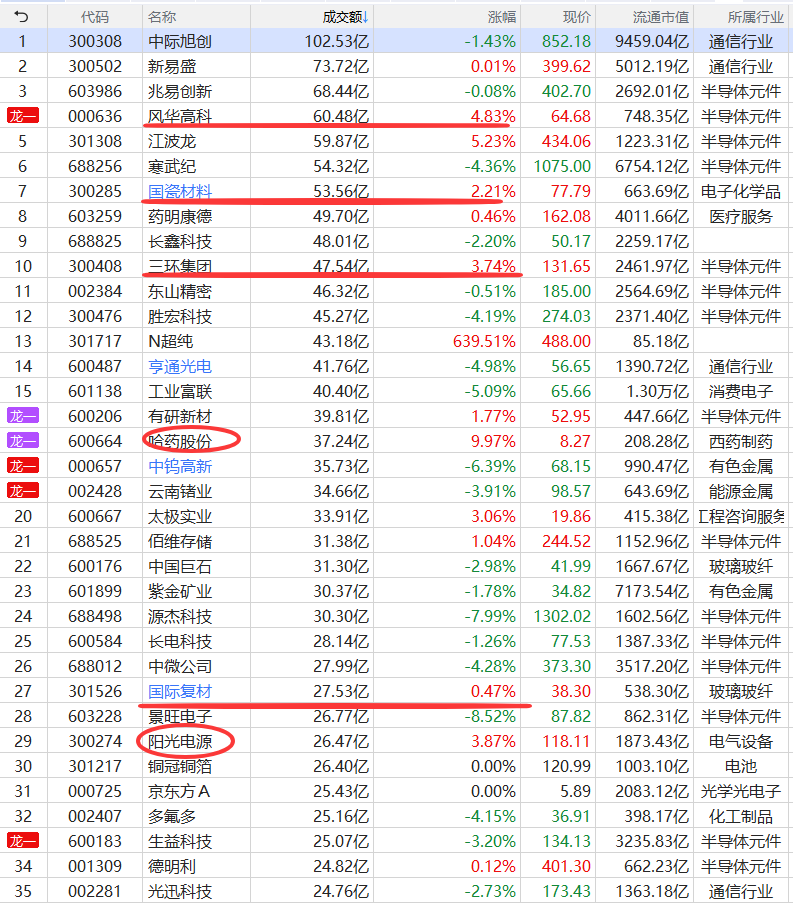 代码 名称 成交额↓ 涨幅 现价 流通市值 所属行业
1 300308 中际旭创 102.53亿 -1.43% 852.18 9459.04亿 通信行业
2 300502 新易盛 73.72亿 0.01% 399.62 5012.19亿 通信行业
3 603986 兆易创新 68.44亿 -0.08% 402.70 2692.01亿 半导体元件
龙一 000636 风华高科 60.48亿 4.83% 64.68 748.35亿 半导体元件
5 301308 江波龙 59.87亿 5.23% 434.06 1223.31亿 半导体元件
6 688256 寒武纪 54.32亿 -4.36% 1075.00 6754.12亿 半导体元件
7 300285 国瓷材料 53.56亿 2.21% 77.79 663.69亿 电子化学品
8 603259 药明康德 49.70亿 0.46% 162.08 4011.66亿 医疗服务
9 688825 长鑫科技 48.01亿 -2.20% 50.17 2259.17亿
10 300408 三环集团 47.54亿 3.74% 131.65 2461.97亿 半导体元件
11 002384 东山精密 46.32亿 -0.51% 185.00 2564.69亿 半导体元件
12 300476 胜宏科技 45.27亿 -4.19% 274.03 2371.40亿 半导体元件
13 301717 N超纯 43.18亿 639.51% 488.00 85.18亿
14 600487 亨通光电 41.76亿 -4.98% 56.65 1390.72亿 通信行业
15 601138 工业富联 40.40亿 -5.09% 65.66 1.30万亿 消费电子
龙一 600206 有研新材 39.81亿 1.77% 52.95 447.66亿 半导体元件
龙一 600664 哈药股份 37.24亿 9.97% 8.27 208.28亿 西药制药
龙一 000657 中钨高新 35.73亿 -6.39% 68.15 990.47亿 有色金属
龙一 002428 云南锗业 34.66亿 -3.91% 98.57 643.69亿 能源金属
20 600667 太极实业 33.91亿 3.06% 19.86 415.38亿 工程咨询服务
21 688525 佰维存储 31.38亿 1.04% 244.52 1152.96亿 半导体元件
22 600176 中国巨石 31.30亿 -2.98% 41.99 1667.67亿 玻璃玻纤
23 601899 紫金矿业 30.37亿 -1.78% 34.82 7173.54亿 有色金属
24 688498 源杰科技 30.30亿 -7.99% 1302.02 1602.56亿 半导体元件
25 600584 长电科技 28.14亿 -1.26% 77.53 1387.33亿 半导体元件
26 688012 中微公司 27.99亿 -4.28% 373.30 3517.20亿 半导体元件
27 301526 国际复材 27.53亿 0.47% 38.30 538.30亿 玻璃玻纤
28 603228 景旺电子 26.77亿 -8.52% 87.82 862.31亿 半导体元件
29 300274 阳光电源 26.47亿 3.87% 118.11 1873.43亿 电气设备
30 301217 铜冠铜箔 26.40亿 0.00% 120.99 1003.10亿 电池
31 000725 京东方Ａ 25.43亿 0.00% 5.89 2083.12亿 光学光电子
32 002407 多氟多 25.16亿 -4.15% 36.91 398.17亿 化工制品
龙一 600183 生益科技 25.07亿 -3.20% 134.13 3235.83亿 半导体元件
34 001309 德明利 24.82亿 0.12% 401.30 662.23亿 半导体元件
35 002281 光迅科技 24.76亿 -2.73% 173.43 1363.18亿 通信行业